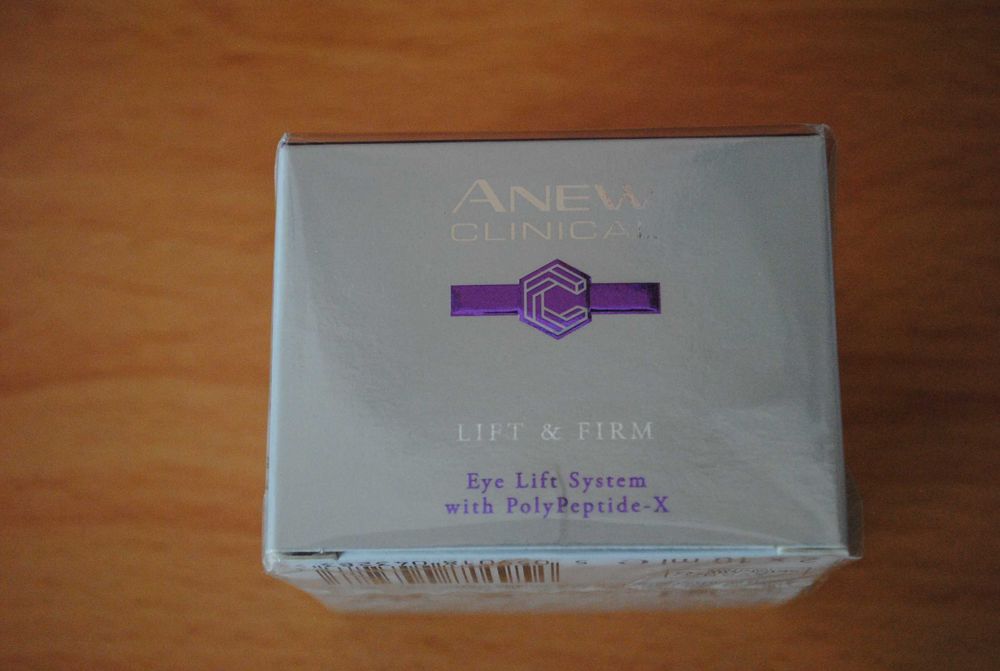 ANEW
CLINICAL
LIFT & FIRM
Eye Lift System
with PolyPeptide-X